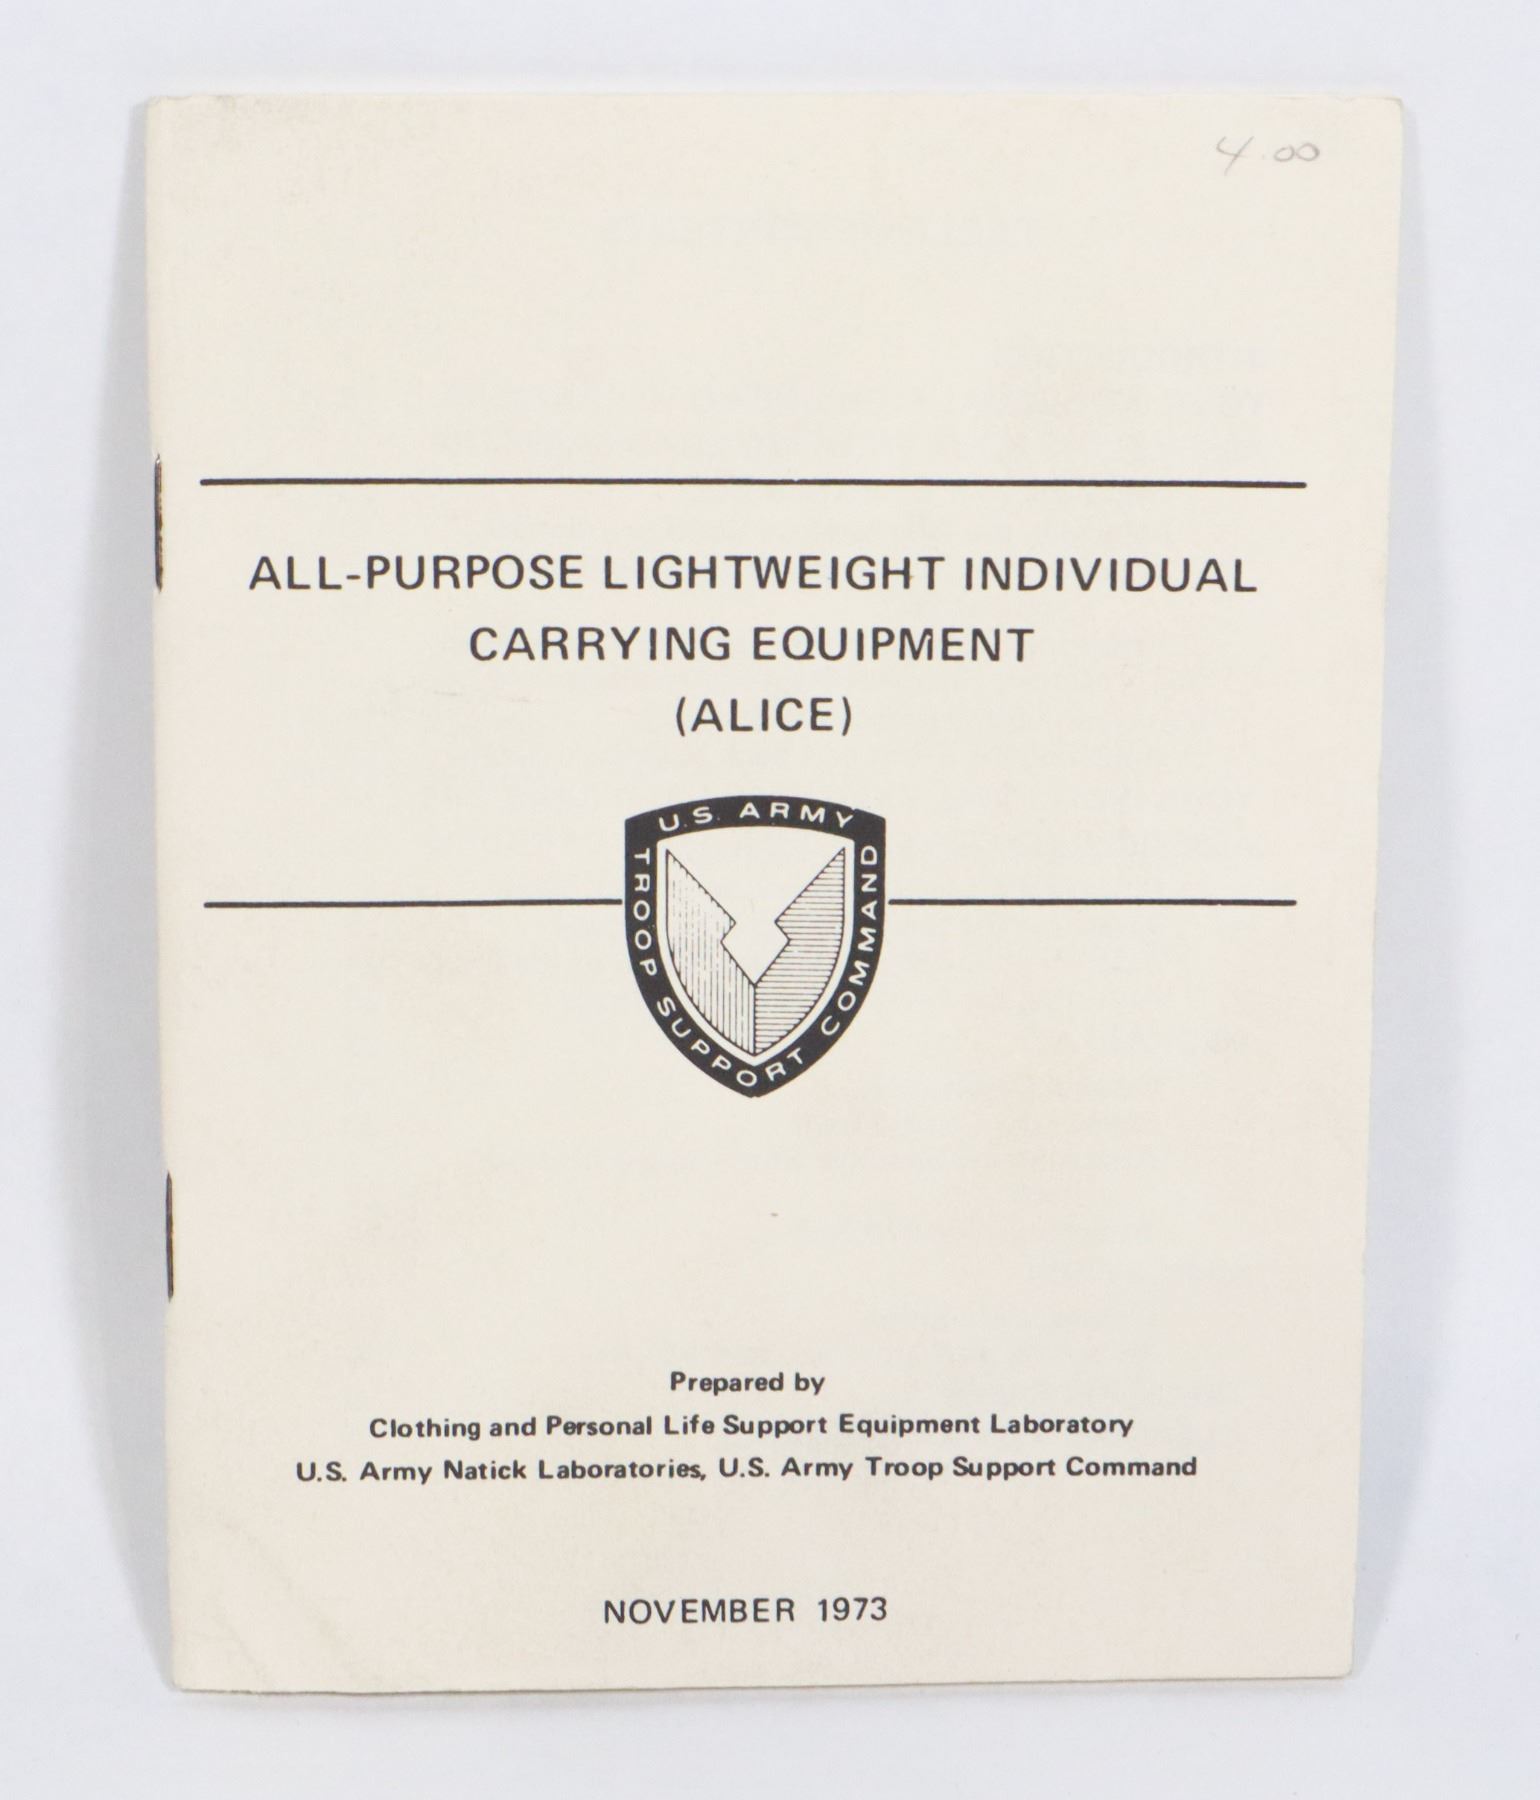 4.00
ALL-PURPOSE LIGHTWEIGHT INDIVIDUAL
CARRYING EQUIPMENT
(ALICE)
U.S. ARMY
TROOP SUPPORT COMMAND
Prepared by
Clothing and Personal Life Support Equipment Laboratory
U.S. Army Natick Laboratories, U.S. Army Troop Support Command
NOVEMBER 1973